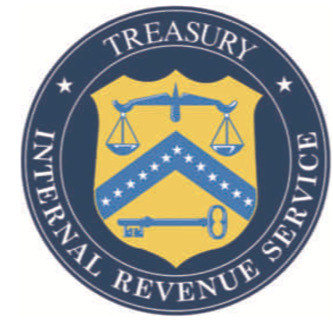 TREASURY
INTERNAL REVENUE SERVICE